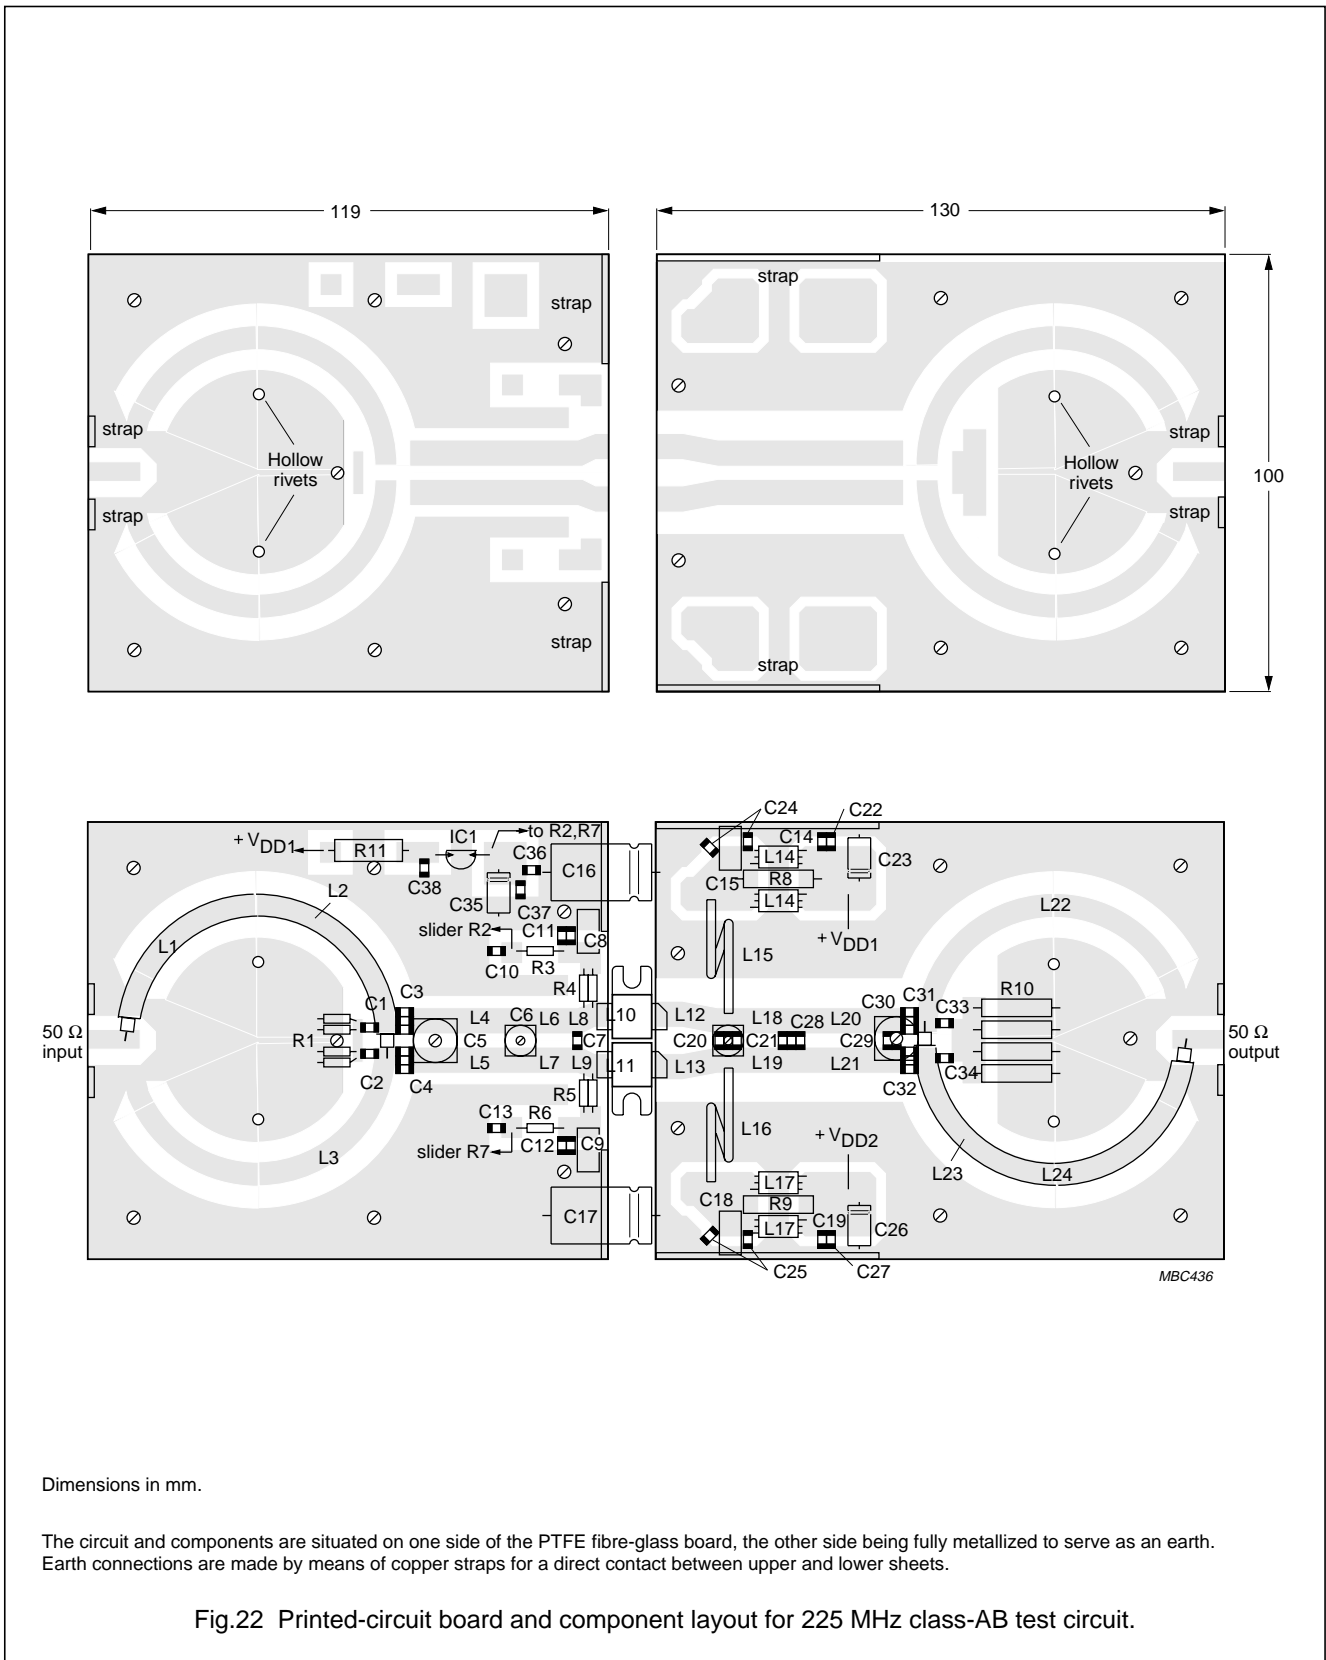 119
130
strap
strap
strap
strap
Hollow
rivets
Hollow
rivets
strap
strap
100
strap
strap
C24
C22
+ VDD1
IC1
to R2,R7
R11
C36
C16
C14
L14
C23
C38
C35
C37
C15
R8
L14
L2
L1
slider R2
C11
C8
C10
R3
+ VDD1
L15
L22
R4
C1
C3
L4
C6
L6
L8
L10
L12
L18
C28
L20
C30
C31
C33
R10
50 Ω
input
R1
C5
C7
C20
C21
C29
50 Ω
output
C2
C4
L5
L7
L9
L11
L13
L19
L21
C32
C34
R5
C13
R6
slider R7
C12
C9
L16
+ VDD2
L3
L23
L24
L17
C18
R9
C17
L17
C19
C26
C25
C27
MBC436
Dimensions in mm.
The circuit and components are situated on one side of the PTFE fibre-glass board, the other side being fully metallized to serve as an earth.
Earth connections are made by means of copper straps for a direct contact between upper and lower sheets.
Fig.22 Printed-circuit board and component layout for 225 MHz class-AB test circuit.